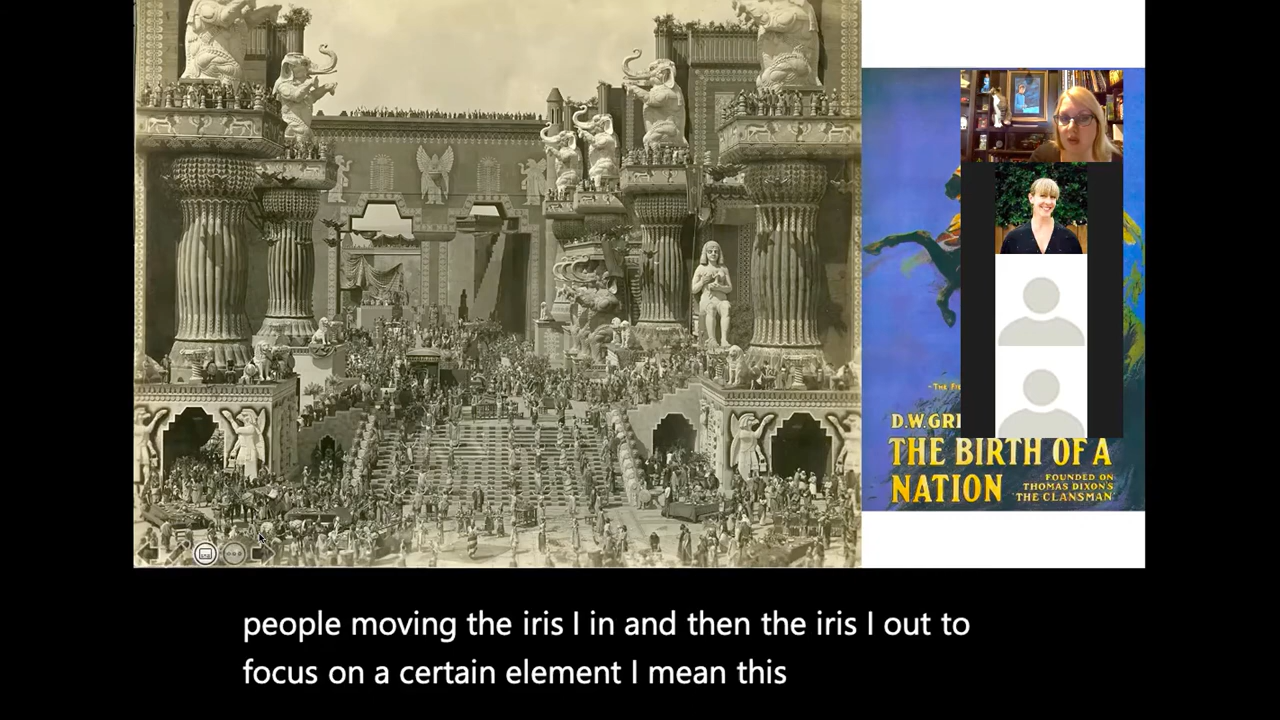 -THE
D.W.GRI
THE BIRTH OF A
NATION
FOUNDED ON
THOMAS DIXON'S
'THE CLANSMAN'
people moving the iris I in and then the iris I out to
focus on a certain element I mean this